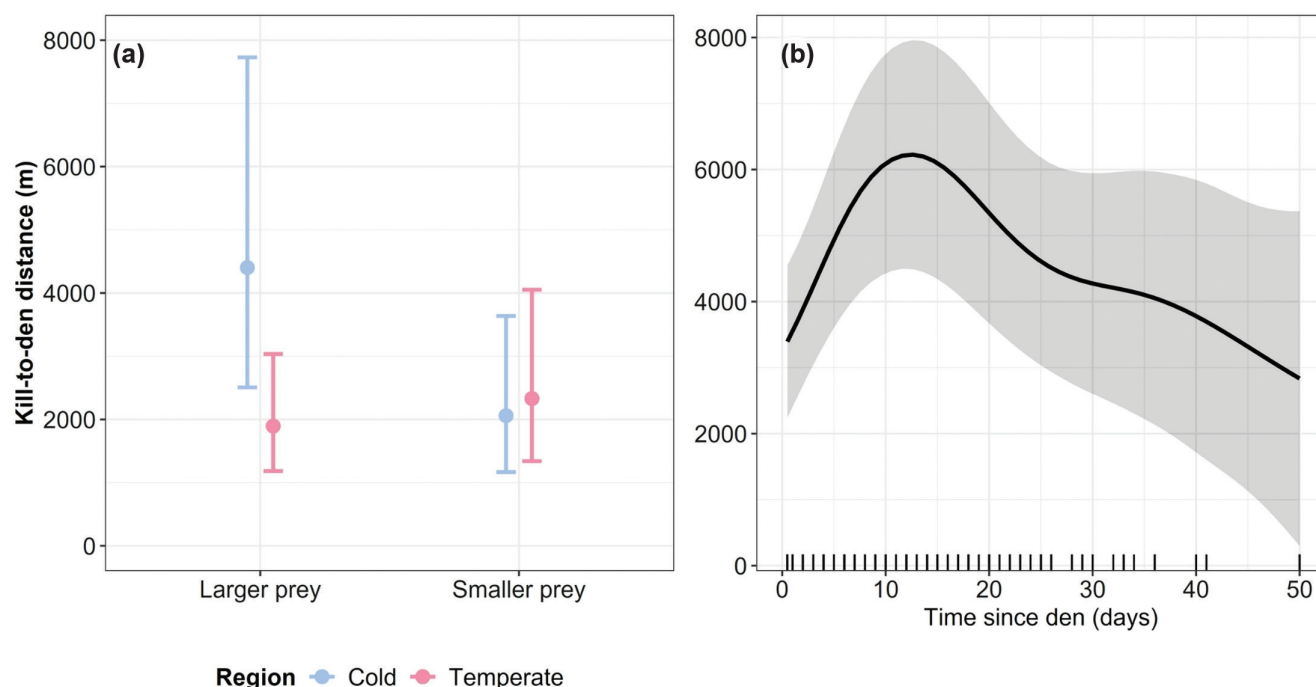 (a)
(b)
Kill-to-den distance (m)
8000
6000
4000
2000
0
Larger prey
Smaller prey
8000
6000
4000
2000
0
0
10
20
30
40
50
Time since den (days)
Region Cold Temperate